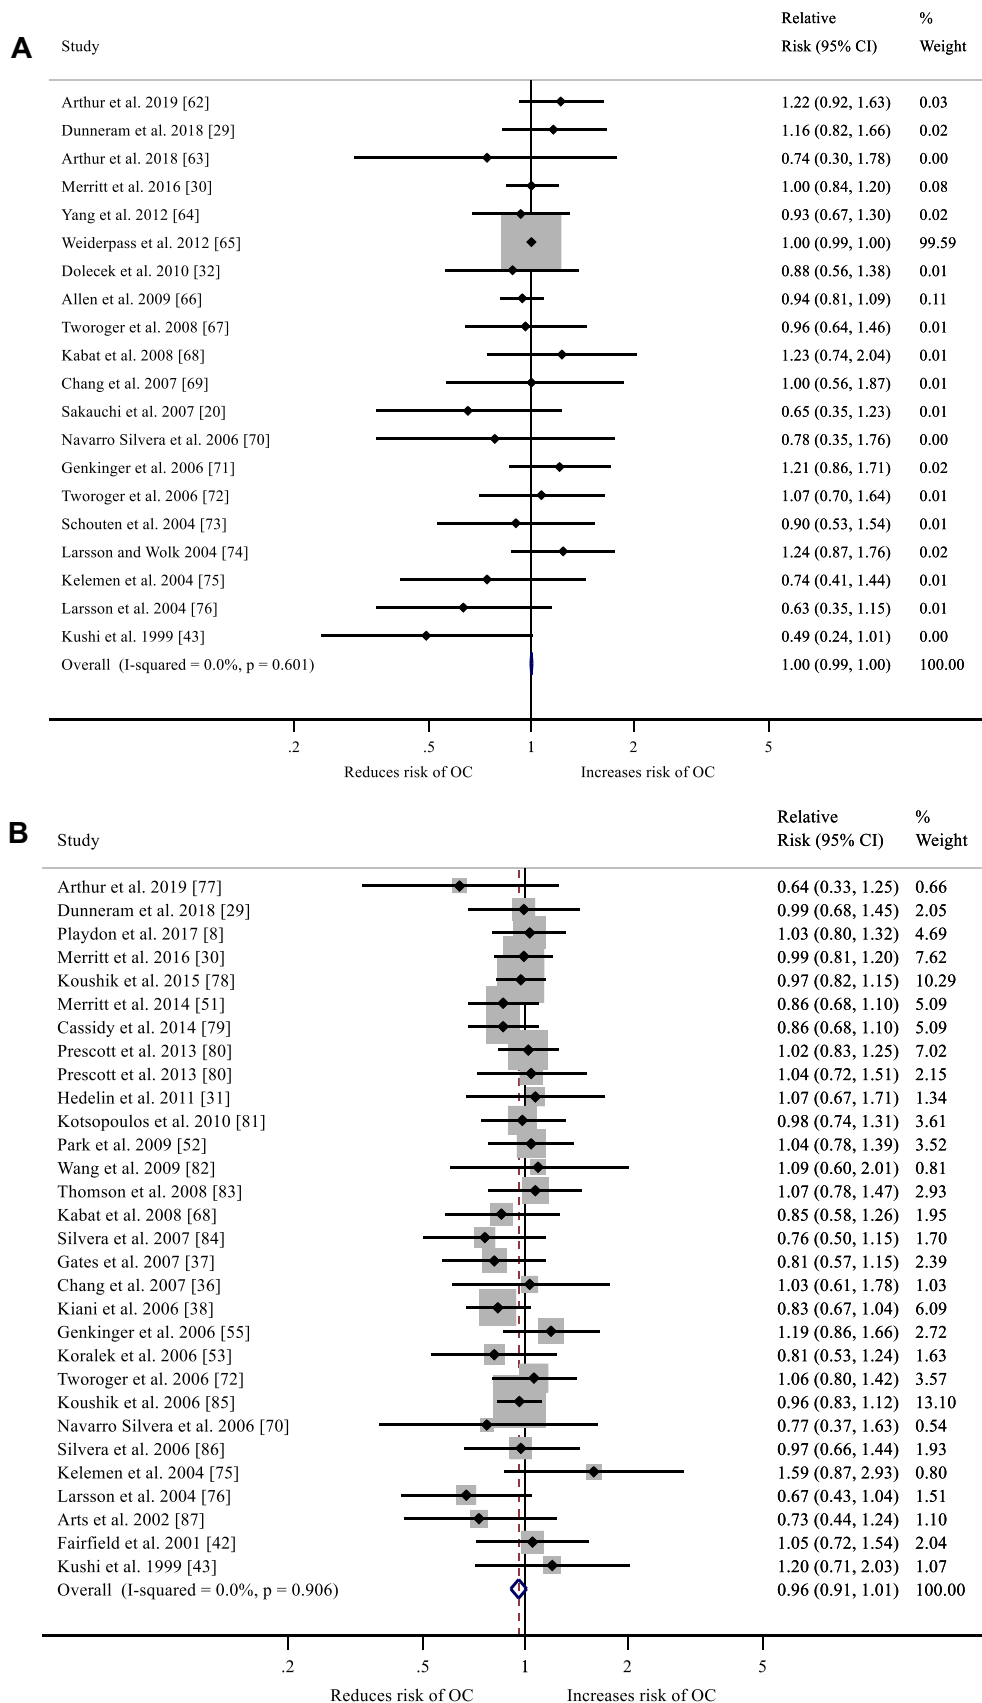 A
Relative %
Study Risk (95% CI) Weight
Arthur et al. 2019 [62] 1.22 (0.92, 1.63) 0.03
Dunneram et al. 2018 [29] 1.16 (0.82, 1.66) 0.02
Arthur et al. 2018 [63] 0.74 (0.30, 1.78) 0.00
Merritt et al. 2016 [30] 1.00 (0.84, 1.20) 0.08
Yang et al. 2012 [64] 0.93 (0.67, 1.30) 0.02
Weiderpass et al. 2012 [65] 1.00 (0.99, 1.00) 99.59
Dolecek et al. 2010 [32] 0.88 (0.56, 1.38) 0.01
Allen et al. 2009 [66] 0.94 (0.81, 1.09) 0.11
Tworoger et al. 2008 [67] 0.96 (0.64, 1.46) 0.01
Kabat et al. 2008 [68] 1.23 (0.74, 2.04) 0.01
Chang et al. 2007 [69] 1.00 (0.56, 1.87) 0.01
Sakauchi et al. 2007 [20] 0.65 (0.35, 1.23) 0.01
Navarro Silvera et al. 2006 [70] 0.78 (0.35, 1.76) 0.00
Genkinger et al. 2006 [71] 1.21 (0.86, 1.71) 0.02
Tworoger et al. 2006 [72] 1.07 (0.70, 1.64) 0.01
Schouten et al. 2004 [73] 0.90 (0.53, 1.54) 0.01
Larsson and Wolk 2004 [74] 1.24 (0.87, 1.76) 0.02
Kelemen et al. 2004 [75] 0.74 (0.41, 1.44) 0.01
Larsson et al. 2004 [76] 0.63 (0.35, 1.15) 0.01
Kushi et al. 1999 [43] 0.49 (0.24, 1.01) 0.00
Overall (I-squared = 0.0%, p = 0.601) 1.00 (0.99, 1.00) 100.00
.2 .5 1 2 5
Reduces risk of OC Increases risk of OC
B
Relative %
Study Risk (95% CI) Weight
Arthur et al. 2019 [77] 0.64 (0.33, 1.25) 0.66
Dunneram et al. 2018 [29] 0.99 (0.68, 1.45) 2.05
Playdon et al. 2017 [8] 1.03 (0.80, 1.32) 4.69
Merritt et al. 2016 [30] 0.99 (0.81, 1.20) 7.62
Koushik et al. 2015 [78] 0.97 (0.82, 1.15) 10.29
Merritt et al. 2014 [51] 0.86 (0.68, 1.10) 5.09
Cassidy et al. 2014 [79] 0.86 (0.68, 1.10) 5.09
Prescott et al. 2013 [80] 1.02 (0.83, 1.25) 7.02
Prescott et al. 2013 [80] 1.04 (0.72, 1.51) 2.15
Hedelin et al. 2011 [31] 1.07 (0.67, 1.71) 1.34
Kotsopoulos et al. 2010 [81] 0.98 (0.74, 1.31) 3.61
Park et al. 2009 [52] 1.04 (0.78, 1.39) 3.52
Wang et al. 2009 [82] 1.09 (0.60, 2.01) 0.81
Thomson et al. 2008 [83] 1.07 (0.78, 1.47) 2.93
Kabat et al. 2008 [68] 0.85 (0.58, 1.26) 1.95
Silvera et al. 2007 [84] 0.76 (0.50, 1.15) 1.70
Gates et al. 2007 [37] 0.81 (0.57, 1.15) 2.39
Chang et al. 2007 [36] 1.03 (0.61, 1.78) 1.03
Kiani et al. 2006 [38] 0.83 (0.67, 1.04) 6.09
Genkinger et al. 2006 [55] 1.19 (0.86, 1.66) 2.72
Koralek et al. 2006 [53] 0.81 (0.53, 1.24) 1.63
Tworoger et al. 2006 [72] 1.06 (0.80, 1.42) 3.57
Koushik et al. 2006 [85] 0.96 (0.83, 1.12) 13.10
Navarro Silvera et al. 2006 [70] 0.77 (0.37, 1.63) 0.54
Silvera et al. 2006 [86] 0.97 (0.66, 1.44) 1.93
Kelemen et al. 2004 [75] 1.59 (0.87, 2.93) 0.80
Larsson et al. 2004 [76] 0.67 (0.43, 1.04) 1.51
Arts et al. 2002 [87] 0.73 (0.44, 1.24) 1.10
Fairfield et al. 2001 [42] 1.05 (0.72, 1.54) 2.04
Kushi et al. 1999 [43] 1.20 (0.71, 2.03) 1.07
Overall (I-squared = 0.0%, p = 0.906) 0.96 (0.91, 1.01) 100.00
.2 .5 1 2 5
Reduces risk of OC Increases risk of OC